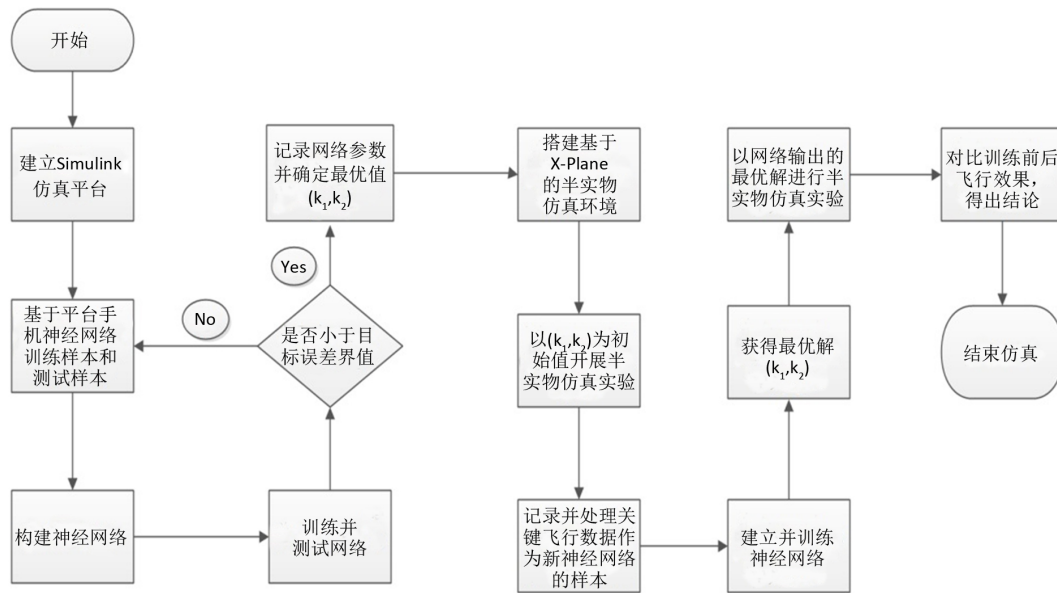 开始
建立Simulink
仿真平台
基于平台手
机神经网络
训练样本和
测试样本
构建神经网络
训练并
测试网络
是否小于目
标误差界值
No
Yes
记录网络参数
并确定最优值
(k₁,k₂)
搭建基于
X-Plane
的半实物
仿真环境
以(k₁,k₂)为初
始值开展半
实物仿真实验
记录并处理关
键飞行数据作
为新神经网络
的样本
建立并训练
神经网络
获得最优解
(k₁,k₂)
以网络输出的
最优解进行半
实物仿真实验
对比训练前后
飞行效果，
得出结论
结束仿真